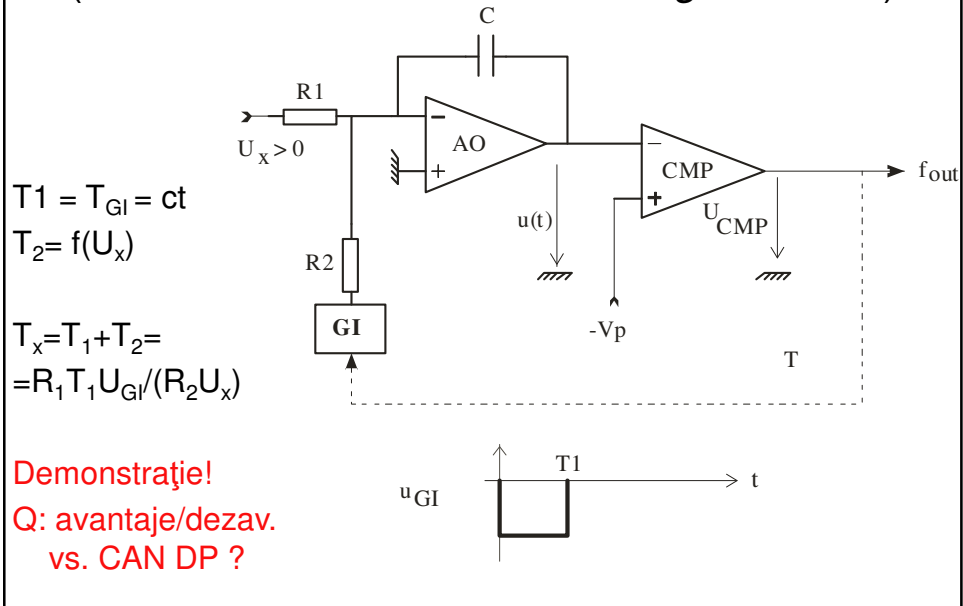 C
R1
U x > 0
AO
CMP
f out
T1 = T GI = ct
T2= f(Ux)
u(t)
U CMP
R2
GI
-Vp
T
Tx=T1+T2=
=R1T1UGI/(R2Ux)
Demonstraţie!
Q: avantaje/dezav.
vs. CAN DP ?
u GI
T1
t